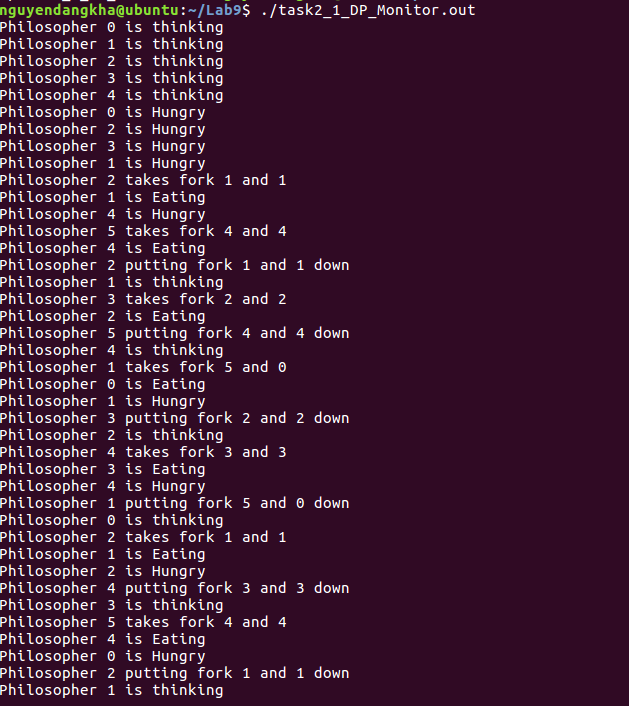 nguyendangkha@ubuntu:~/Lab9$ ./task2_1_DP_Monitor.out
Philosopher 0 is thinking
Philosopher 1 is thinking
Philosopher 2 is thinking
Philosopher 3 is thinking
Philosopher 4 is thinking
Philosopher 0 is Hungry
Philosopher 2 is Hungry
Philosopher 3 is Hungry
Philosopher 1 is Hungry
Philosopher 2 takes fork 1 and 1
Philosopher 1 is Eating
Philosopher 4 is Hungry
Philosopher 5 takes fork 4 and 4
Philosopher 4 is Eating
Philosopher 2 putting fork 1 and 1 down
Philosopher 1 is thinking
Philosopher 3 takes fork 2 and 2
Philosopher 2 is Eating
Philosopher 5 putting fork 4 and 4 down
Philosopher 4 is thinking
Philosopher 1 takes fork 5 and 0
Philosopher 0 is Eating
Philosopher 1 is Hungry
Philosopher 3 putting fork 2 and 2 down
Philosopher 2 is thinking
Philosopher 4 takes fork 3 and 3
Philosopher 3 is Eating
Philosopher 4 is Hungry
Philosopher 1 putting fork 5 and 0 down
Philosopher 0 is thinking
Philosopher 2 takes fork 1 and 1
Philosopher 1 is Eating
Philosopher 2 is Hungry
Philosopher 4 putting fork 3 and 3 down
Philosopher 3 is thinking
Philosopher 5 takes fork 4 and 4
Philosopher 4 is Eating
Philosopher 0 is Hungry
Philosopher 2 putting fork 1 and 1 down
Philosopher 1 is thinking